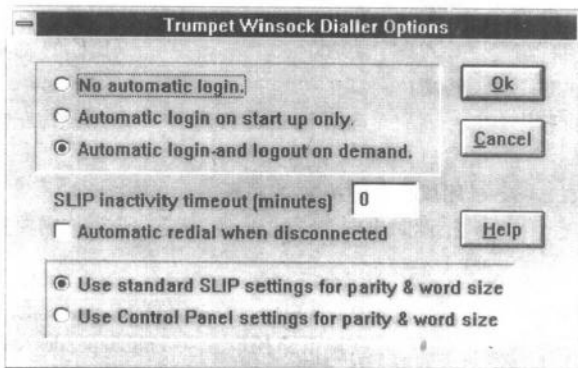 Trumpet Winsock Dialler Options
No automatic login.
Ok
Automatic login on start up only.
Automatic login and logout on demand.
Cancel
SLIP inactivity timeout (minutes) 0
Automatic redial when disconnected
Help
Use standard SLIP settings for parity & word size
Use Control Panel settings for parity & word size